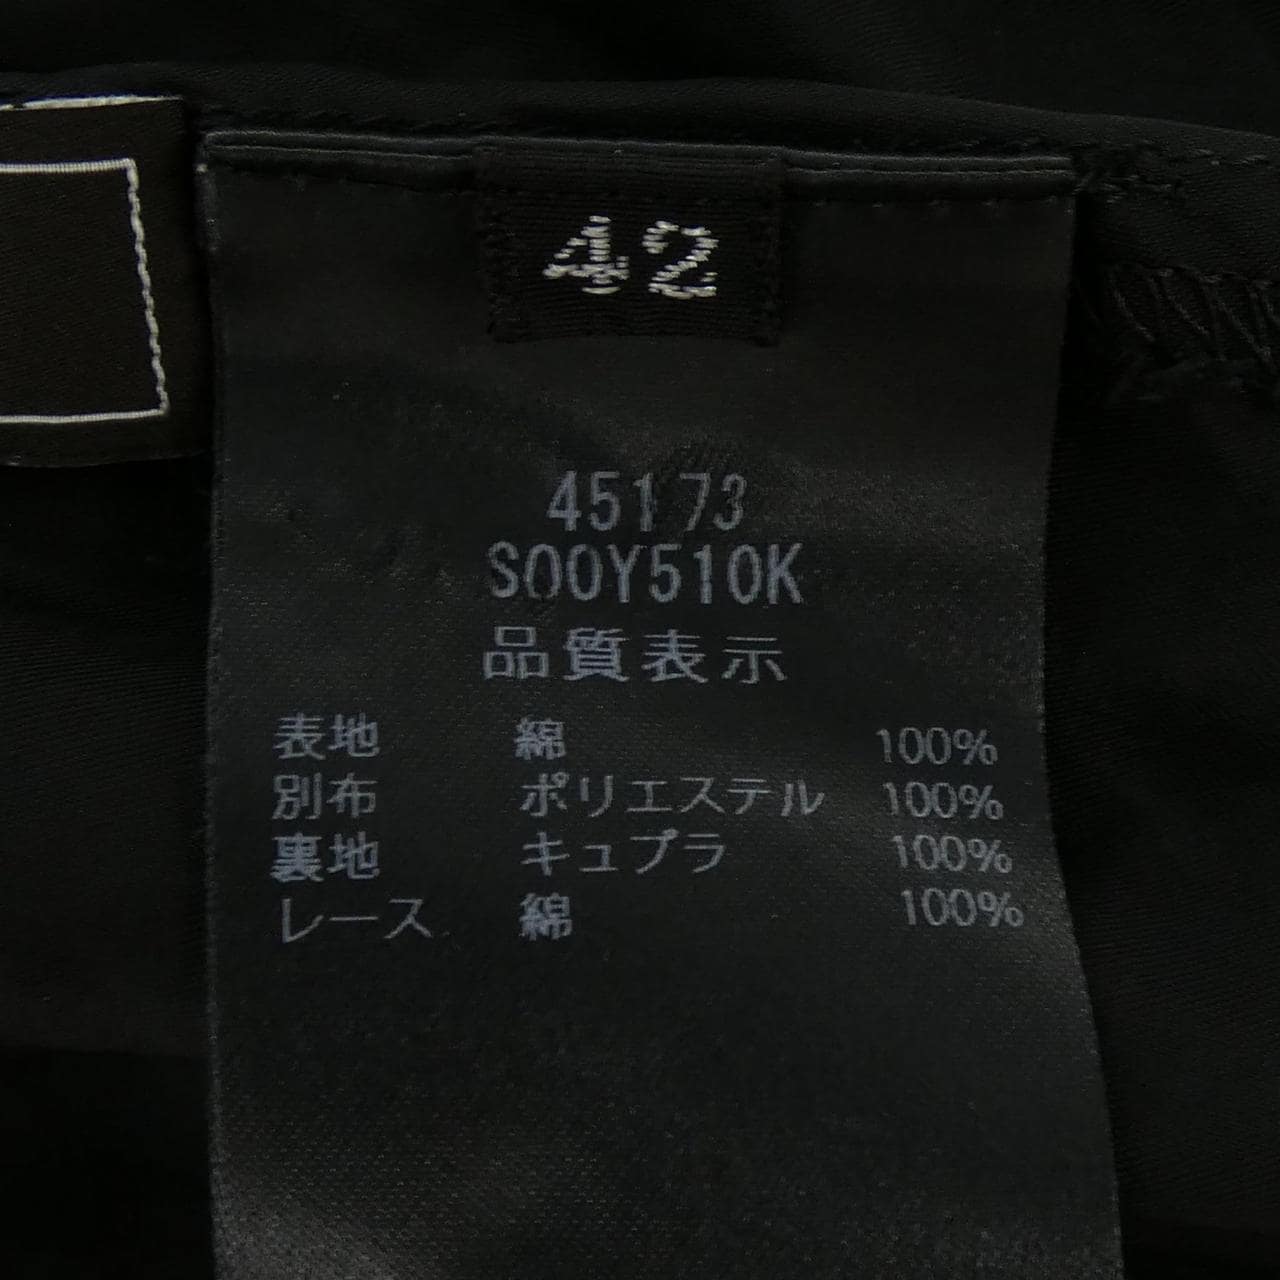 42
45173
S00Y510K
品質表示
表地 綿 100%
別布 ポリエステル 100%
裏地 キュプラ 100%
レース 綿 100%